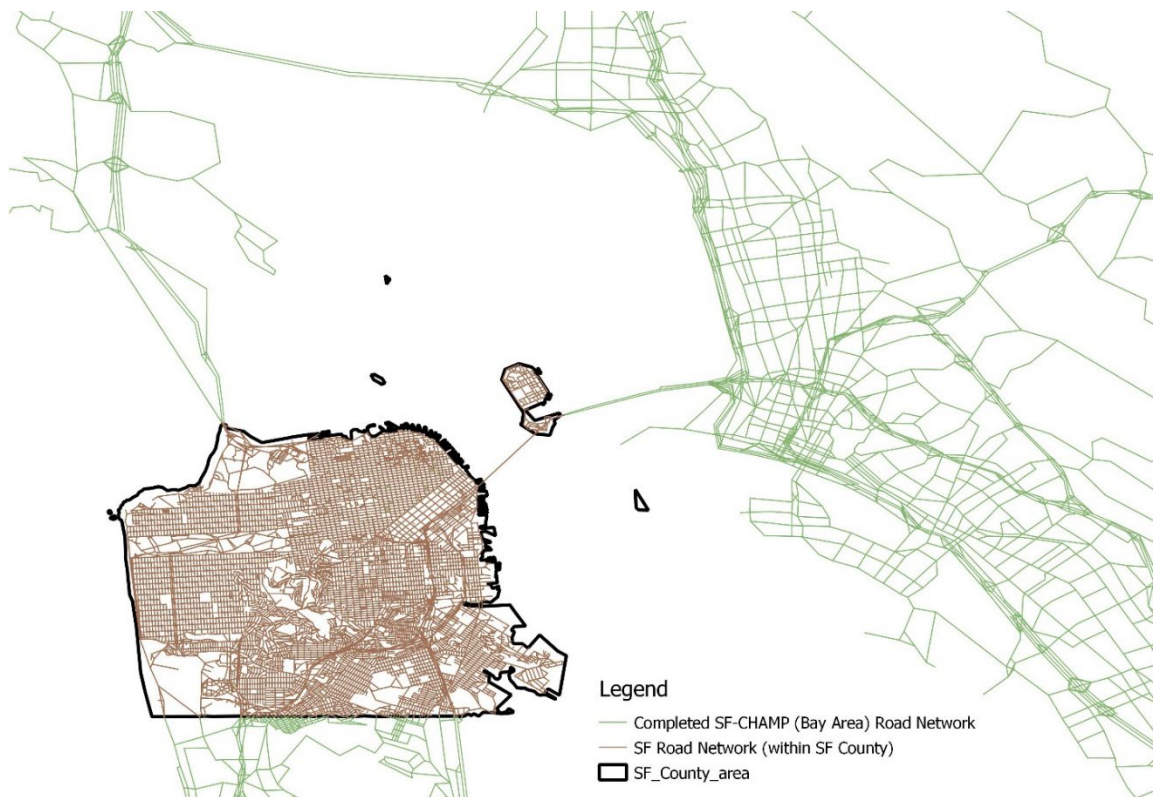 Legend
Completed SF-CHAMP (Bay Area) Road Network
SF Road Network (within SF County)
SF_County_area